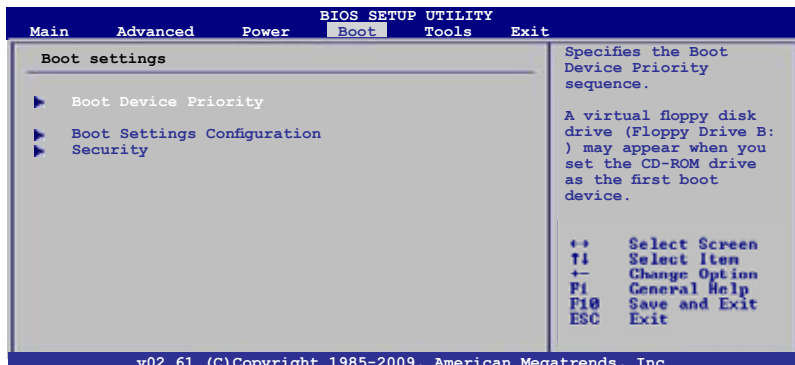 BIOS SETUP UTILITY
Main Advanced Power Boot Tools Exit
Boot settings
Boot Device Priority
Boot Settings Configuration
Security
Specifies the Boot
Device Priority
sequence.
A virtual floppy disk
drive (Floppy Drive B:
) may appear when you
set the CD-ROM drive
as the first boot
device.
↔ Select Screen
↑↓ Select Item
+- Change Option
F1 General Help
F10 Save and Exit
ESC Exit
v02.61 (C)Copyright 1985-2009, American Megatrends, Inc.